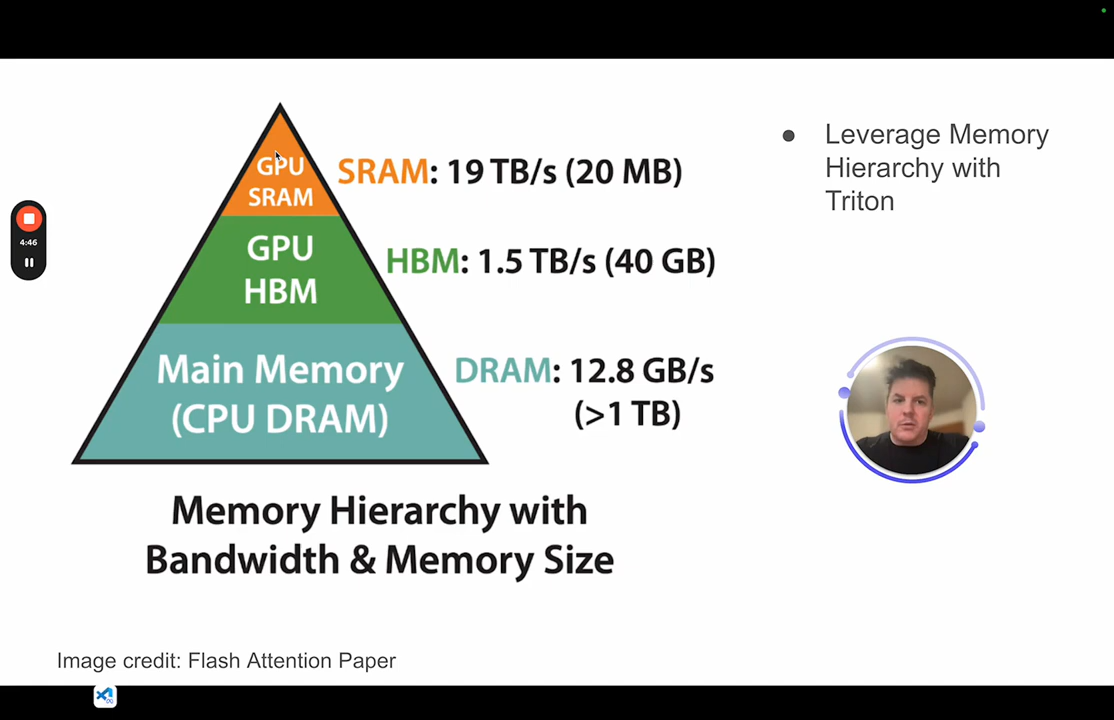 GPU
SRAM
SRAM: 19 TB/s (20 MB)
GPU
HBM
HBM: 1.5 TB/s (40 GB)
Main Memory
(CPU DRAM)
DRAM: 12.8 GB/s
(>1 TB)
Memory Hierarchy with
Bandwidth & Memory Size
Image credit: Flash Attention Paper
● Leverage Memory
Hierarchy with
Triton
4:46